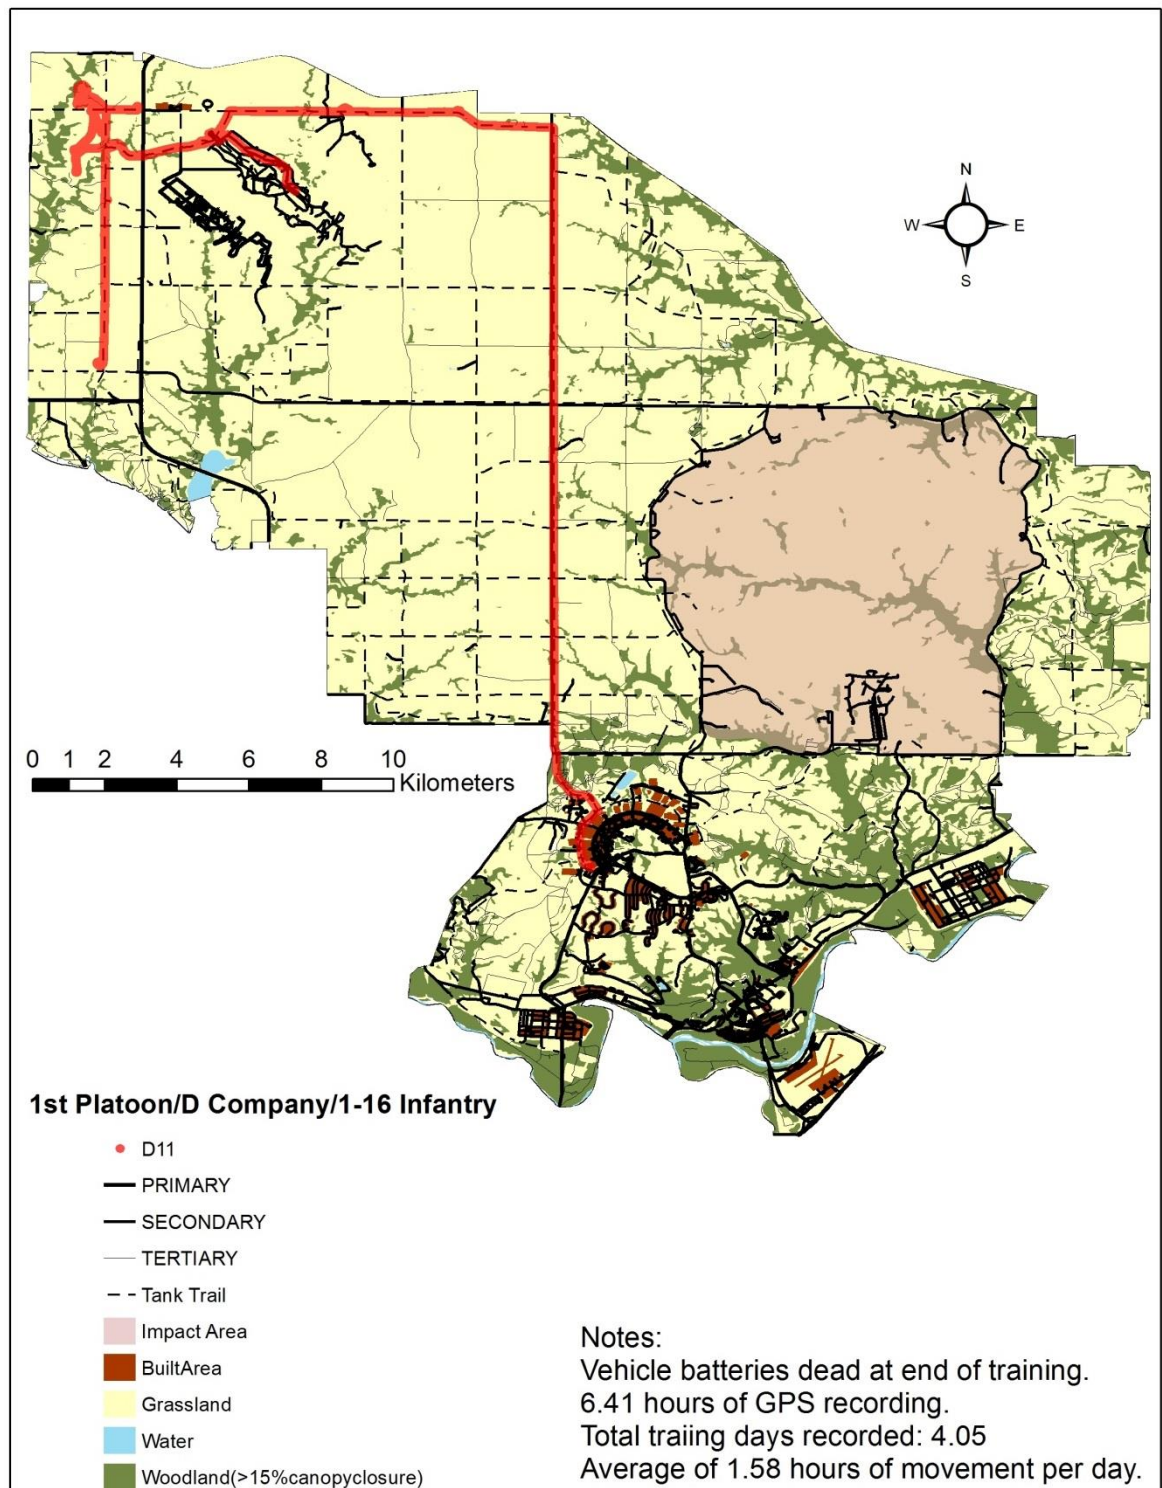 N
W E
S
0 1 2 4 6 8 10
Kilometers
1st Platoon/D Company/1-16 Infantry
D11
PRIMARY
SECONDARY
TERTIARY
Tank Trail
Impact Area
BuiltArea
Grassland
Water
Woodland(>15%canopyclosure)
Notes:
Vehicle batteries dead at end of training.
6.41 hours of GPS recording.
Total traiing days recorded: 4.05
Average of 1.58 hours of movement per day.